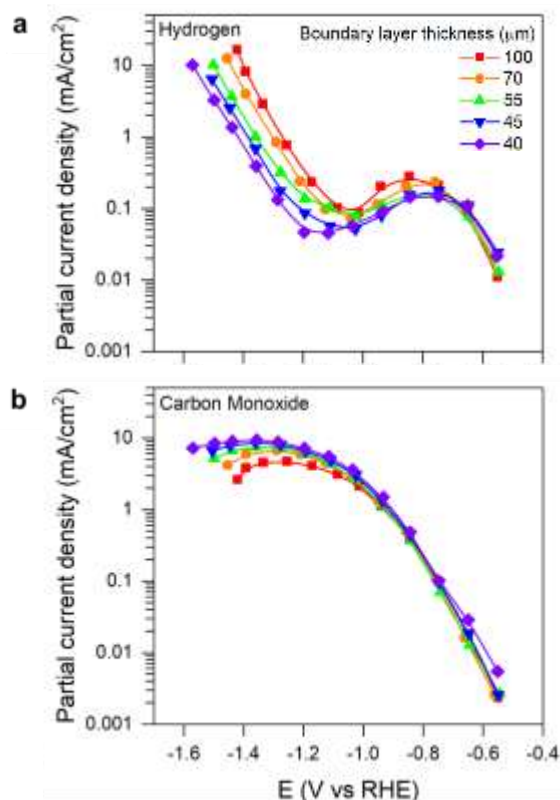 a
Hydrogen
Boundary layer thickness (μm)
100
70
55
45
40
10
1
0.1
0.01
0.001
Partial current density (mA/cm²)
b
Carbon Monoxide
10
1
0.1
0.01
0.001
Partial current density (mA/cm²)
-1.6 -1.4 -1.2 -1.0 -0.8 -0.6 -0.4
E (V vs RHE)